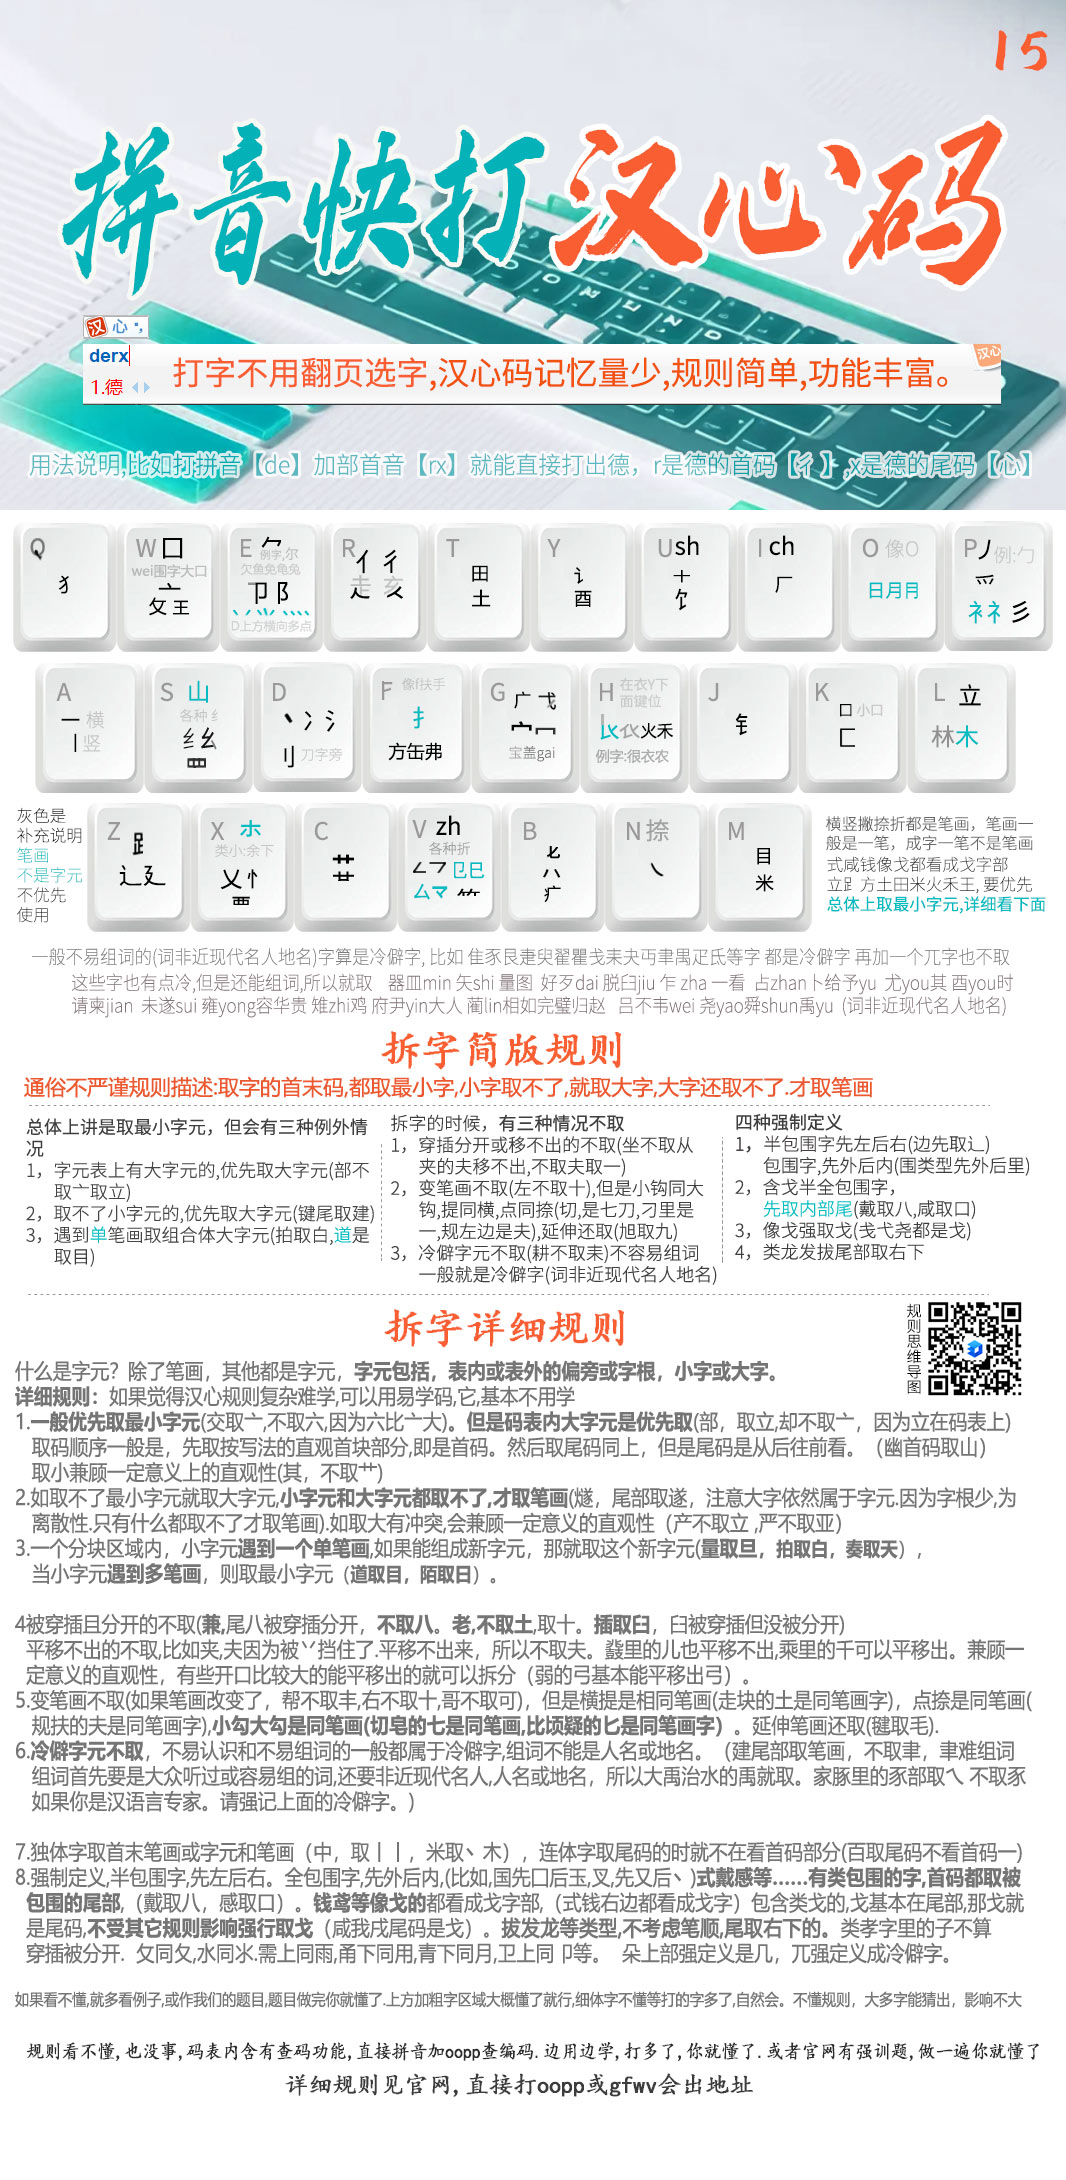 15
拼音快打汉心码
汉 心
derx
1.德
汉心
打字不用翻页选字,汉心码记忆量少,规则简单,功能丰富。
用法说明,比如打拼音【de】加部首音【rx】就能直接打出德，r是德的首码【彳】,x是德的尾码【心】
Q 犭
W 囗 wei围字大口 亠 攵 王
E 例字,尔 欠鱼免龟兔 卩 阝 D上方横向多点
R 亻 彳 走 亥
T 田 土
Y 讠 酉
U sh 十 饣
I ch 厂
O 像O 日月⺝
P 丿 例:勹 爫 衤礻 彡
A 一 横 丨 竖
S 山 各种纟 纟幺 罒
D 丶 冫 氵 刂 刀字旁
F 像f扶手 扌 方缶弗
G 广 弋 宀 冖 宝盖gai
H 在衣Y下面键位 火禾 例字:很衣农
J 钅
K 口 小口 匚
L 立 林木
灰色是
补充说明
笔画
不是字元
不优先
使用
Z 辶廴
X 类小:余下 乂 忄 覀
C 艹
V zh 各种折 㔾巳 厶マ
B 疒
N 捺 ㇏
M 目 米
横竖撇捺折都是笔画，笔画一
般是一笔，成字一笔不是笔画
式咸钱像戈都看成戈字部
立⻊方土田米火禾王, 要优先
总体上取最小字元,详细看下面
一般不易组词的(词非近现代名人地名)字算是冷僻字, 比如 隹豕艮疌臾翟瞿戋耒夬丏聿禺疋氐等字 都是冷僻字 再加一个兀字也不取
这些字也有点冷,但是还能组词,所以就取 器皿min 矢shi 量图 好歹dai 脱臼jiu 乍 zha 一看 占zhan卜给予yu 尤you其 酉you时
请柬jian 未遂sui 雍yong容华贵 雉zhi鸡 府尹yin大人 蔺lin相如完璧归赵 吕不韦wei 尧yao舜shun禹yu (词非近现代名人地名)
拆字简版规则
通俗不严谨规则描述:取字的首末码,都取最小字,小字取不了,就取大字,大字还取不了.才取笔画
总体上讲是取最小字元，但会有三种例外情
况
1，字元表上有大字元的,优先取大字元(部不
取亠取立)
2，取不了小字元的,优先取大字元(键尾取建)
3，遇到单笔画取组合体大字元(拍取白,道是
取目)
拆字的时候，有三种情况不取
1，穿插分开或移不出的不取(坐不取从
夹的夫移不出,不取夫取一)
2，变笔画不取(左不取十),但是小钩同大
钩,提同横,点同捺(切,是七刀,刁里是
一,规左边是夫),延伸还取(旭取九)
3，冷僻字元不取(耕不取耒)不容易组词
一般就是冷僻字(词非近现代名人地名)
四种强制定义
1，半包围字先左后右(边先取辶)
包围字,先外后内(围类型先外后里)
2，含戈半全包围字，
先取内部尾(戴取八,咸取口)
3，像戈强取戈(戋弋尧都是戈)
4，类龙发拔尾部取右下
拆字详细规则
规则思维导图
什么是字元？除了笔画，其他都是字元，字元包括，表内或表外的偏旁或字根，小字或大字。
详细规则：如果觉得汉心规则复杂难学,可以用易学码,它,基本不用学
1.一般优先取最小字元(交取亠,不取六,因为六比亠大)。但是码表内大字元是优先取(部，取立,却不取亠，因为立在码表上)
取码顺序一般是，先取按写法的直观首块部分,即是首码。然后取尾码同上，但是尾码是从后往前看。（幽首码取山）
取小兼顾一定意义上的直观性(其，不取艹)
2.如取不了最小字元就取大字元,小字元和大字元都取不了,才取笔画(燧，尾部取遂，注意大字依然属于字元.因为字根少,为
离散性.只有什么都取不了才取笔画).如取大有冲突,会兼顾一定意义的直观性（产不取立 ,严不取亚）
3.一个分块区域内，小字元遇到一个单笔画,如果能组成新字元，那就取这个新字元(量取旦，拍取白，奏取天），
当小字元遇到多笔画，则取最小字元（道取目，陌取日）。
4被穿插且分开的不取(兼,尾八被穿插分开，不取八。老,不取土,取十。插取臼，臼被穿插但没被分开)
平移不出的不取,比如夹,夫因为被丷挡住了.平移不出来，所以不取夫。鼗里的儿也平移不出,乘里的千可以平移出。兼顾一
定意义的直观性，有些开口比较大的能平移出的就可以拆分（弱的弓基本能平移出弓）。
5.变笔画不取(如果笔画改变了，帮不取丰,右不取十,哥不取可)，但是横提是相同笔画(走块的土是同笔画字)，点捺是同笔画(
规扶的夫是同笔画字),小勾大勾是同笔画(切皂的七是同笔画,比顷疑的匕是同笔画字）。延伸笔画还取(毽取毛).
6.冷僻字元不取，不易认识和不易组词的一般都属于冷僻字,组词不能是人名或地名。（建尾部取笔画，不取聿，聿难组词
组词首先要是大众听过或容易组的词,还要非近现代名人,人名或地名，所以大禹治水的禹就取。家豚里的豕部取乀 不取豕
如果你是汉语言专家。请强记上面的冷僻字。)
7.独体字取首末笔画或字元和笔画（中，取丨丨，米取丶木），连体字取尾码的时就不在看首码部分(百取尾码不看首码一)
8.强制定义,半包围字,先左后右。全包围字,先外后内,(比如,国先囗后玉,叉,先又后丶)式戴感等......有类包围的字,首码都取被
包围的尾部，（戴取八，感取口）。钱鸢等像戈的都看成戈字部,（式钱右边都看成戈字）包含类戈的,戈基本在尾部,那戈就
是尾码,不受其它规则影响强行取戈（咸我戌尾码是戈）。拔发龙等类型,不考虑笔顺,尾取右下的。类孝字里的子不算
穿插被分开. 攵同攵,水同氺.需上同雨,甬下同用,青下同月,卫上同卩等。 朵上部强定义是几，兀强定义成冷僻字。
如果看不懂,就多看例子,或作我们的题目,题目做完你就懂了.上方加粗字区域大概懂了就行,细体字不懂等打的字多了,自然会。不懂规则，大多字能猜出，影响不大
规则看不懂,也没事,码表内含有查码功能,直接拼音加oopp查编码.边用边学,打多了,你就懂了.或者官网有强训题,做一遍你就懂了
详细规则见官网,直接打oopp或gfwv会出地址